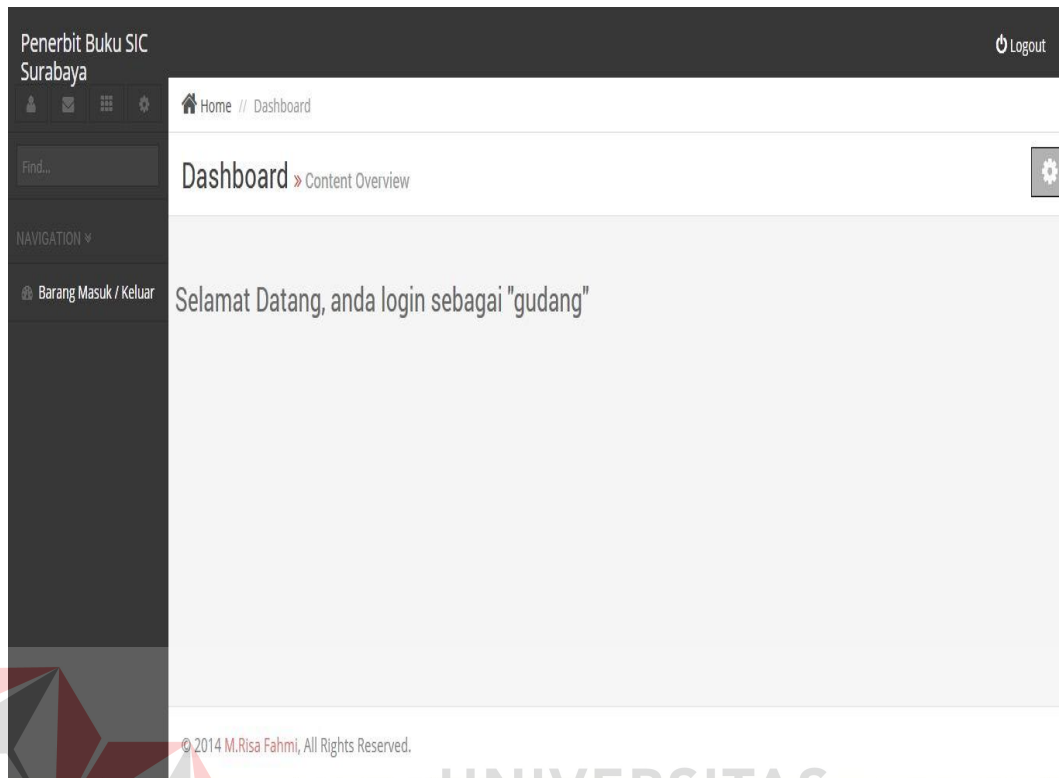 Penerbit Buku SIC
Surabaya
Logout
Home // Dashboard
Find...
Dashboard » Content Overview
NAVIGATION
Barang Masuk / Keluar
Selamat Datang, anda login sebagai "gudang"
© 2014 M.Risa Fahmi, All Rights Reserved.
UNIVERSITAS